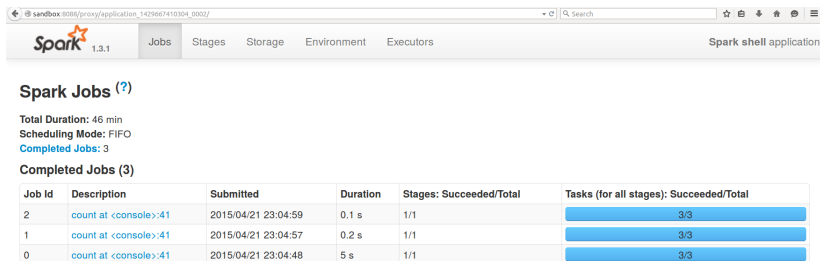 sandbox:8088/proxy/application_1429667410304_0002/
Search
Spark 1.3.1
Jobs Stages Storage Environment Executors
Spark shell application
Spark Jobs (?)
Total Duration: 46 min
Scheduling Mode: FIFO
Completed Jobs: 3
Completed Jobs (3)
Job Id Description Submitted Duration Stages: Succeeded/Total Tasks (for all stages): Succeeded/Total
2 count at <console>:41 2015/04/21 23:04:59 0.1 s 1/1 3/3
1 count at <console>:41 2015/04/21 23:04:57 0.2 s 1/1 3/3
0 count at <console>:41 2015/04/21 23:04:48 5 s 1/1 3/3